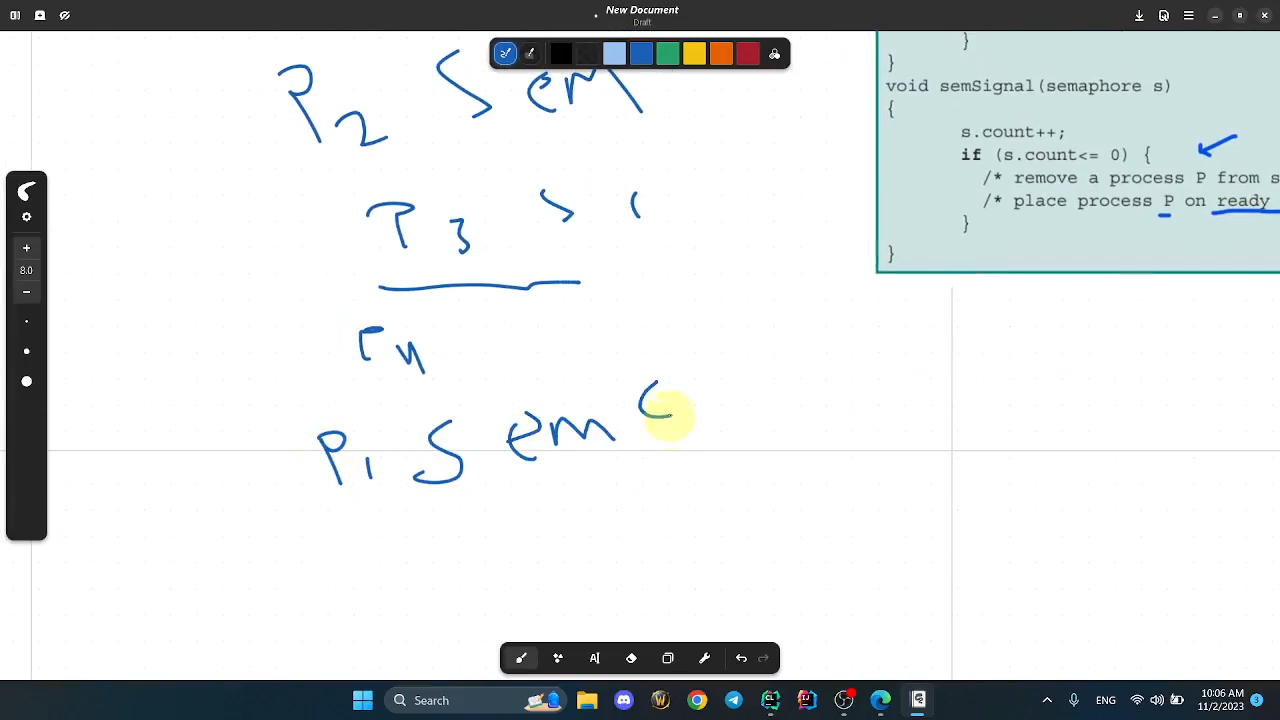 New Document
Draft
P2 Sem
P3 S
P1 Sem
8.0
}
}
void semSignal(semaphore s)
{
s.count++;
if (s.count<= 0) {
/* remove a process P from s
/* place process P on ready
}
}
Search
ENG
10:06 AM
11/2/2023
3